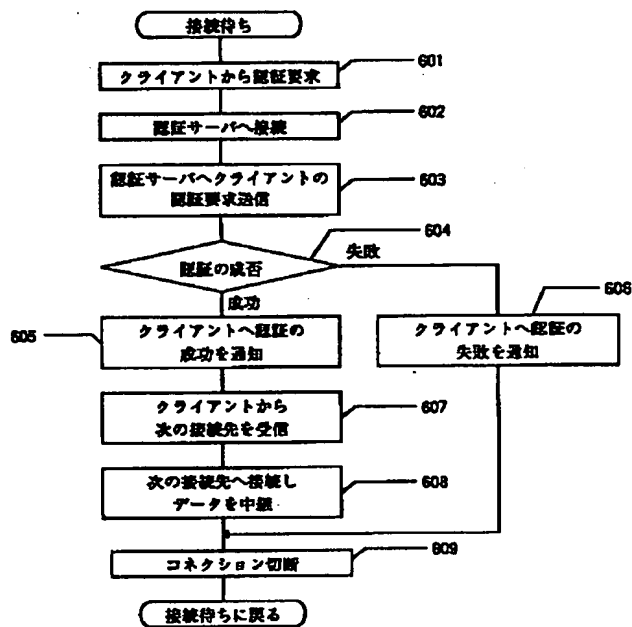 接続待ち
クライアントから認証要求
601
認証サーバへ接続
602
認証サーバへクライアントの
認証要求送信
603
認証の成否
604
失敗
成功
605
クライアントへ認証の
成功を通知
クライアントへ認証の
失敗を通知
606
クライアントから
次の接続先を受信
607
次の接続先へ接続し
データを中継
608
コネクション切断
609
接続待ちに戻る